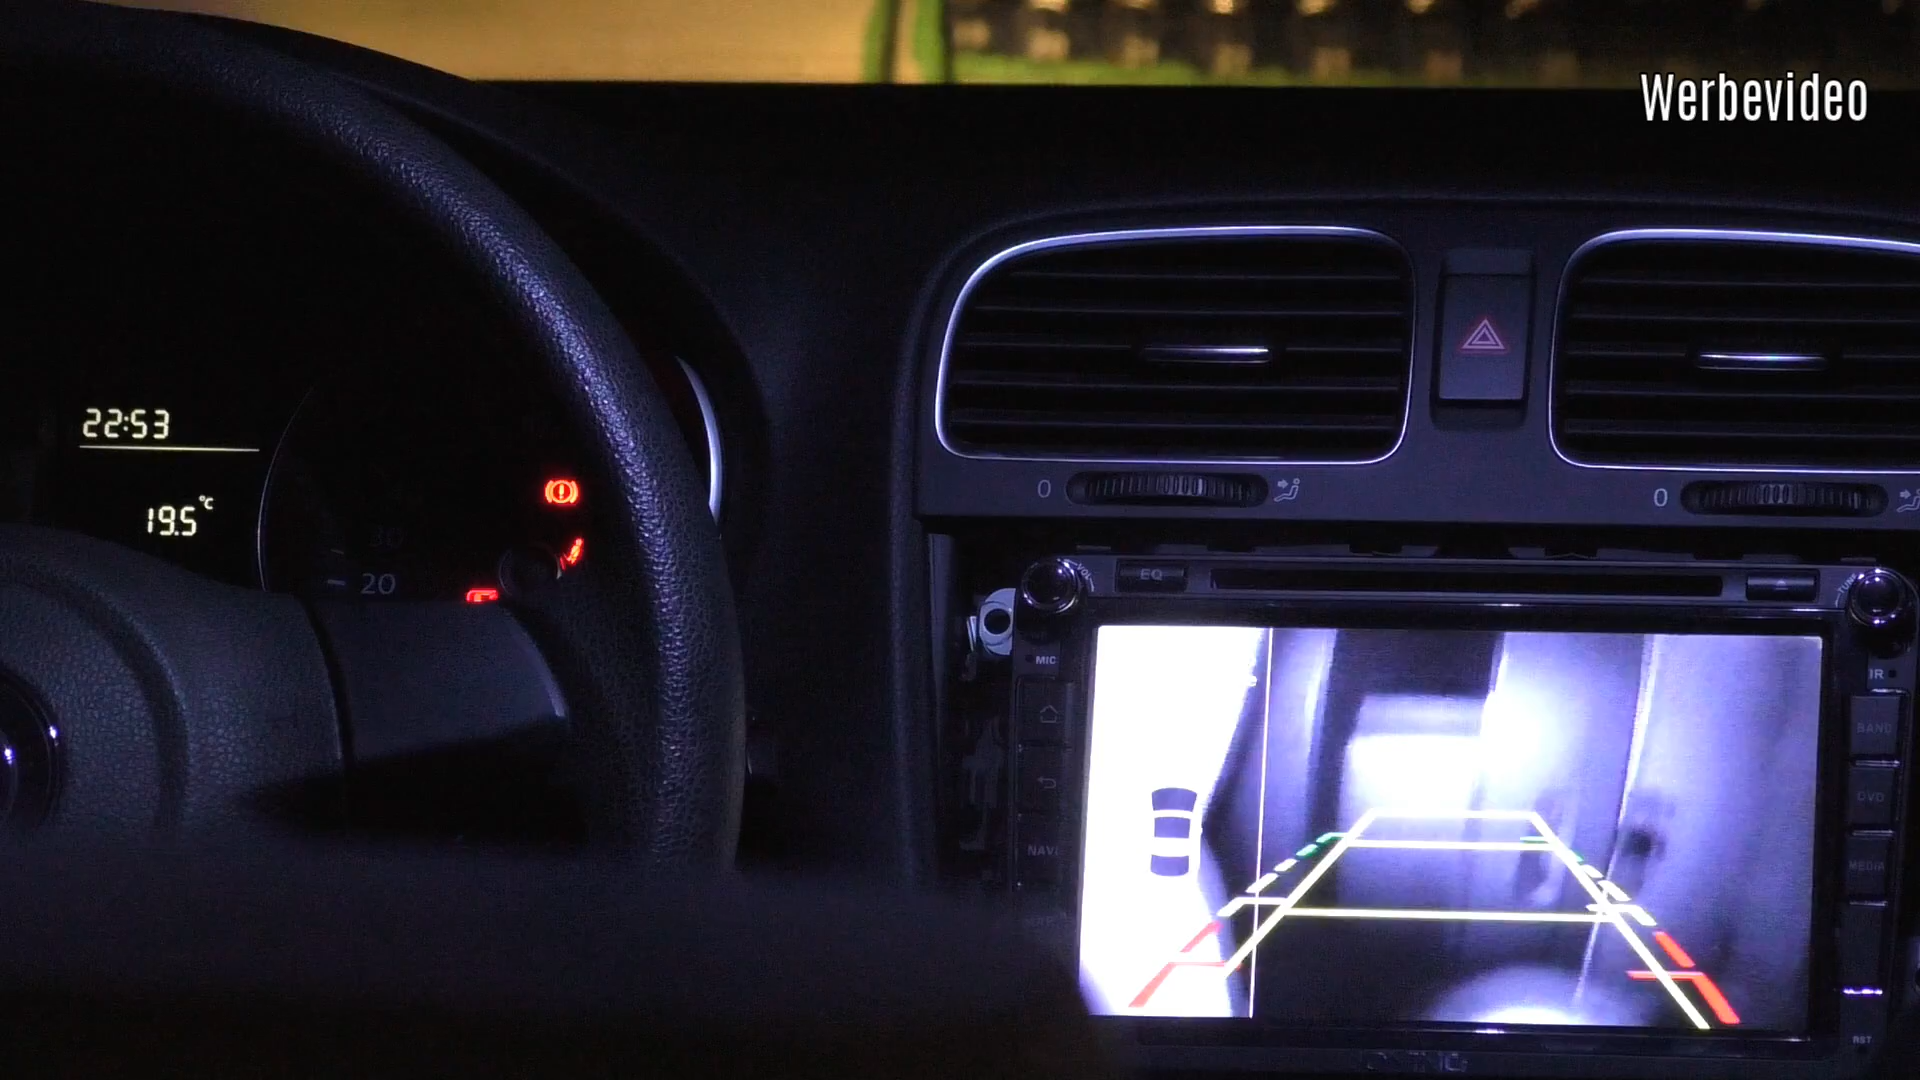 Werbevideo
22:53
19.5°C
20
0
0
EQ
MIC
IR
BAND
DVD
NAVI
MEDIA
RST